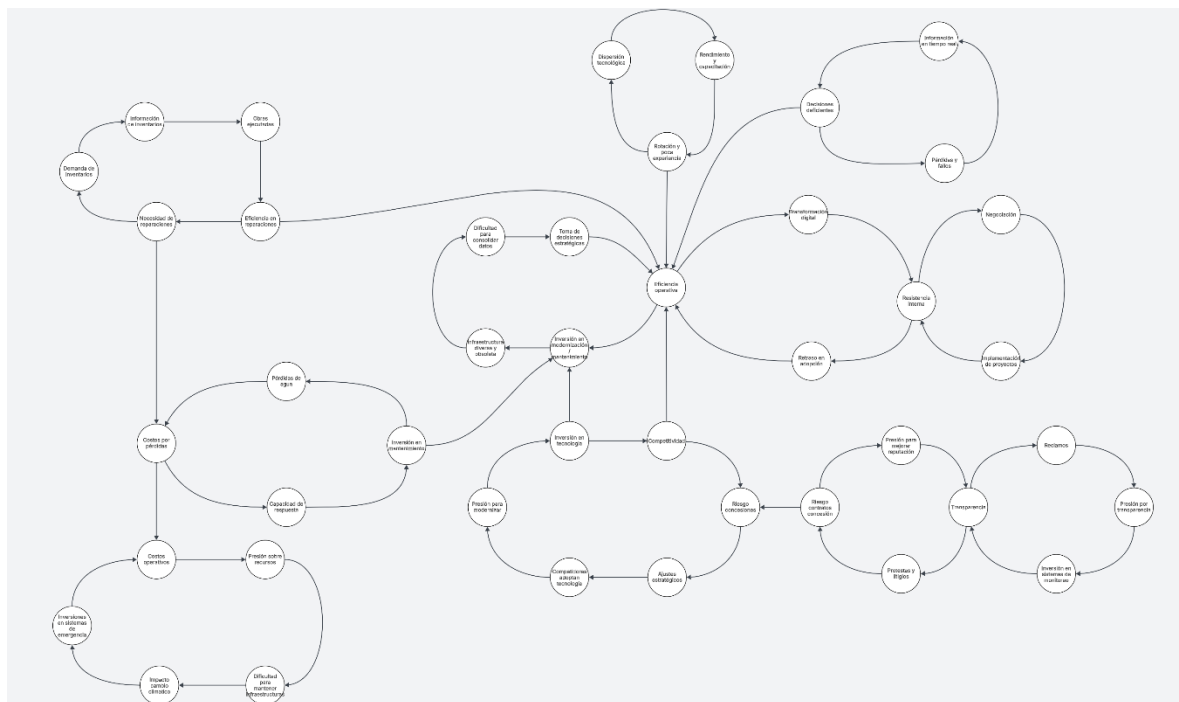 Dispersión
tecnológica
Rendimiento
y
capacitación
Rotación y
poca
experiencia
Información
en tiempo real
Decisiones
deficientes
Pérdidas y
fallos
Información
de inventarios
Obras
ejecutadas
Demanda de
inventarios
Necesidad de
reparaciones
Eficiencia en
reparaciones
Dificultad
para
consolidar
datos
Toma de
decisiones
estratégicas
Eficiencia
operativa
Infraestructura
diversa y
obsoleta
Inversión en
modernización
/
mantenimiento
Transformación
digital
Resistencia
interna
Retraso en
adopción
Negociación
Implementación
de proyectos
Pérdidas de
agua
Costos por
pérdidas
Inversión en
mantenimiento
Capacidad de
respuesta
Inversión en
tecnología
Competitividad
Presión para
modernizar
Riesgo
concesiones
Competidores
adoptan
tecnología
Ajustes
estratégicos
Presión para
mejorar
reputación
Riesgo
contratos
concesión
Transparencia
Protestas y
litigios
Reclamos
Presión por
transparencia
Inversión en
sistemas de
monitoreo
Costos
operativos
Presión sobre
recursos
Inversiones
en sistemas
de
emergencia
Impacto
cambio
climático
Dificultad
para
mantener
infraestructura